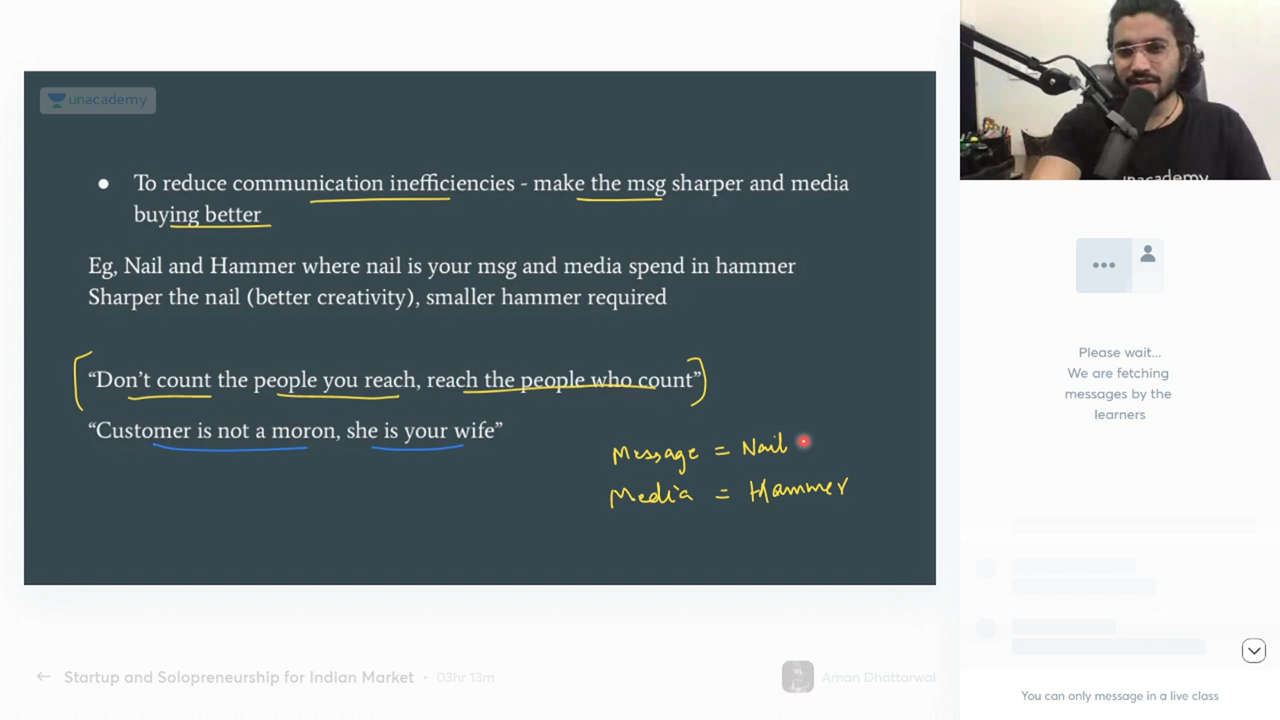 unacademy
● To reduce communication inefficiencies - make the msg sharper and media
buying better
Eg, Nail and Hammer where nail is your msg and media spend in hammer
Sharper the nail (better creativity), smaller hammer required
“Don’t count the people you reach, reach the people who count”
“Customer is not a moron, she is your wife”
Message = Nail
Media = Hammer
unacademy
Please wait...
We are fetching
messages by the
learners
← Startup and Solopreneurship for Indian Market • 03hr 13m
Aman Dhattarwal
You can only message in a live class